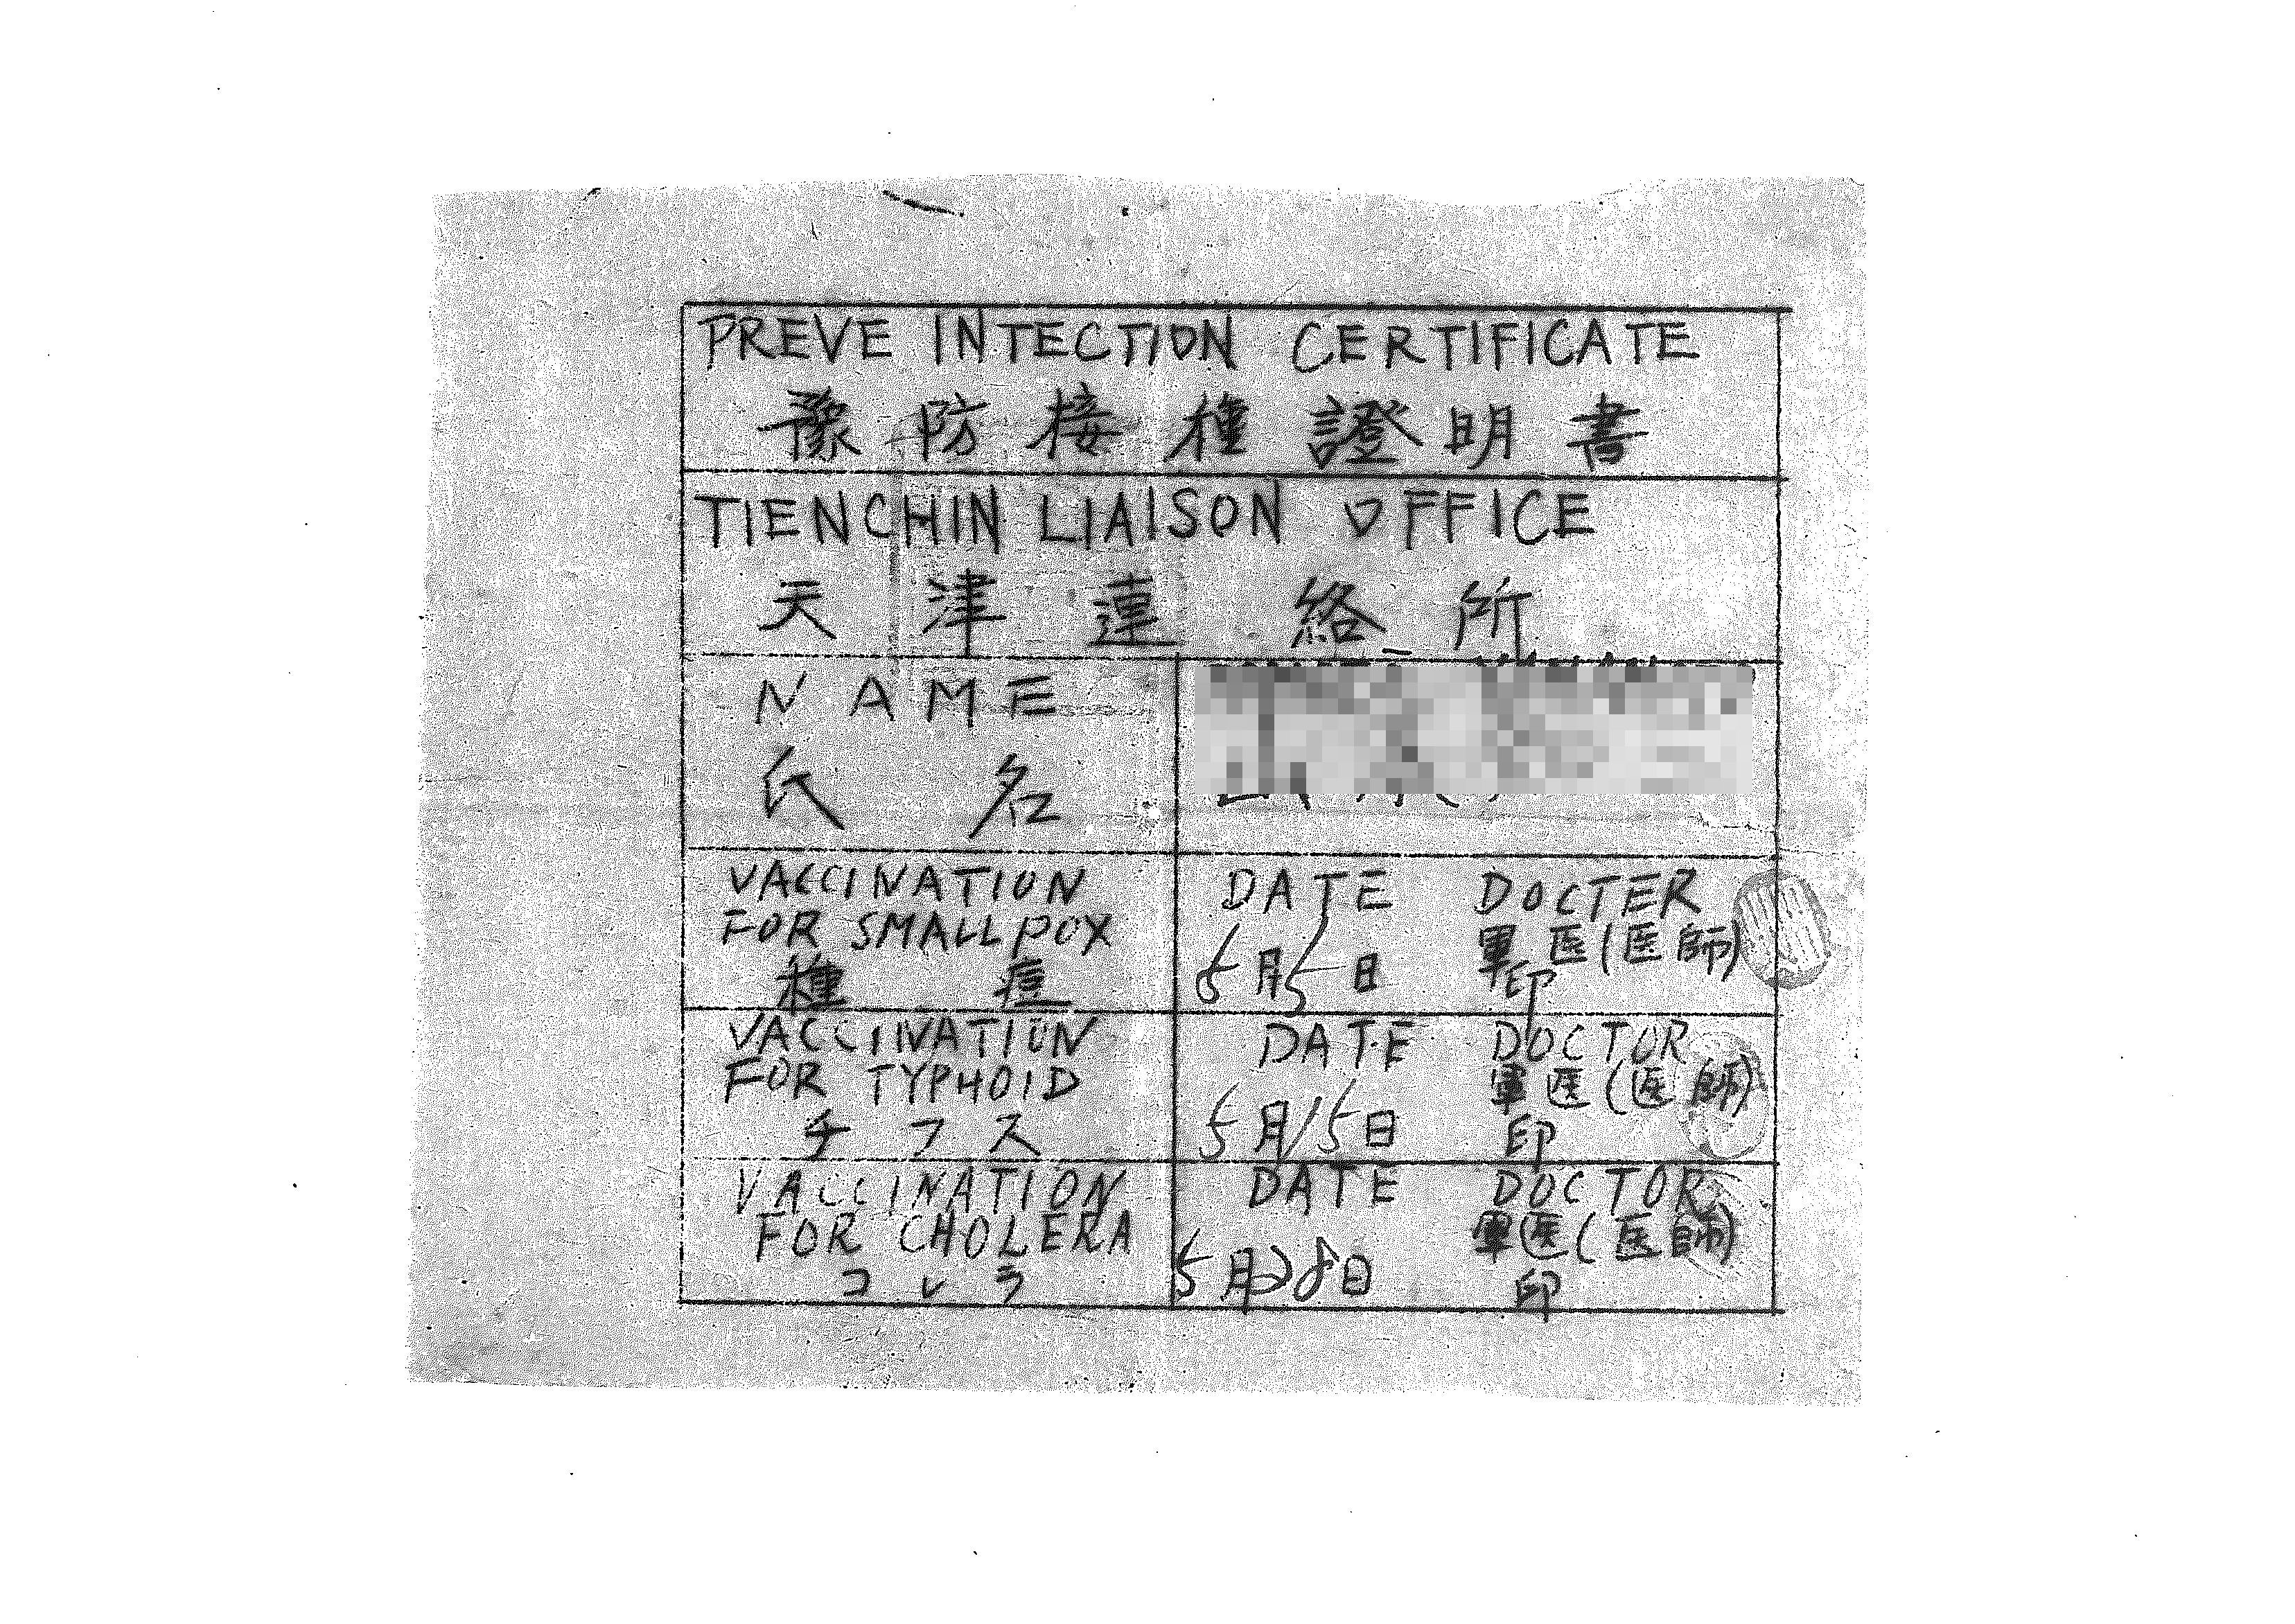 PREVE INTECTION CERTIFICATE
豫防接種證明書
TIENCHIN LIAISON OFFICE
天津連絡所
NAME
氏名
VACCINATION
FOR SMALLPOX
種痘
DATE
5月5日
DOCTER
軍医(医師)
印
VACCINATION
FOR TYPHOID
チフス
DATE
5月15日
DOCTOR
軍医(医師)
印
VACCINATION
FOR CHOLERA
コレラ
DATE
5月28日
DOCTOR
軍医(医師)
印